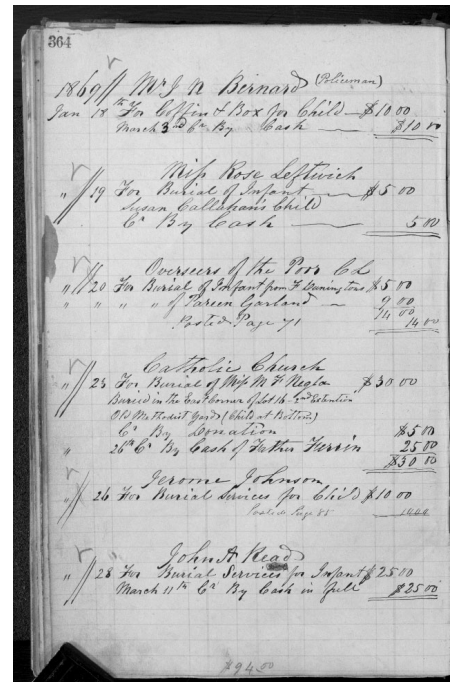 364
1869 Mr J N Bernard (Policeman)
Jan 18th For Coffin & Box for Child — $10 00
March 3rd Cr By Cash — $10 00
Miss Rose Leftwich
" 19 For Burial of Infant — $5 00
Susan Callahan's Child
Cr By Cash — 5 00
Overseers of the Poor
" 20 For Burial of Infant from $5 00
" " " " of Garland — 9 00
14 00
Posted Page 71 14 00
Catholic Church
" 25 For Burial of Miss M F $30 00
Buried in the East Corner of Lot 16 - 2nd Extention
Old Methodist Yard (Child at Bottom)
Cr By Donation $5 00
" 26th Cr By Cash of Father 25 00
$30 00
Jerome Johnson
" 26 For Burial Services for Child $10 00
Posted Page 85 10 00
John A Read
" 28 For Burial Services for Infant $25 00
March 11th Cr By Cash in full $25 00
$94.00